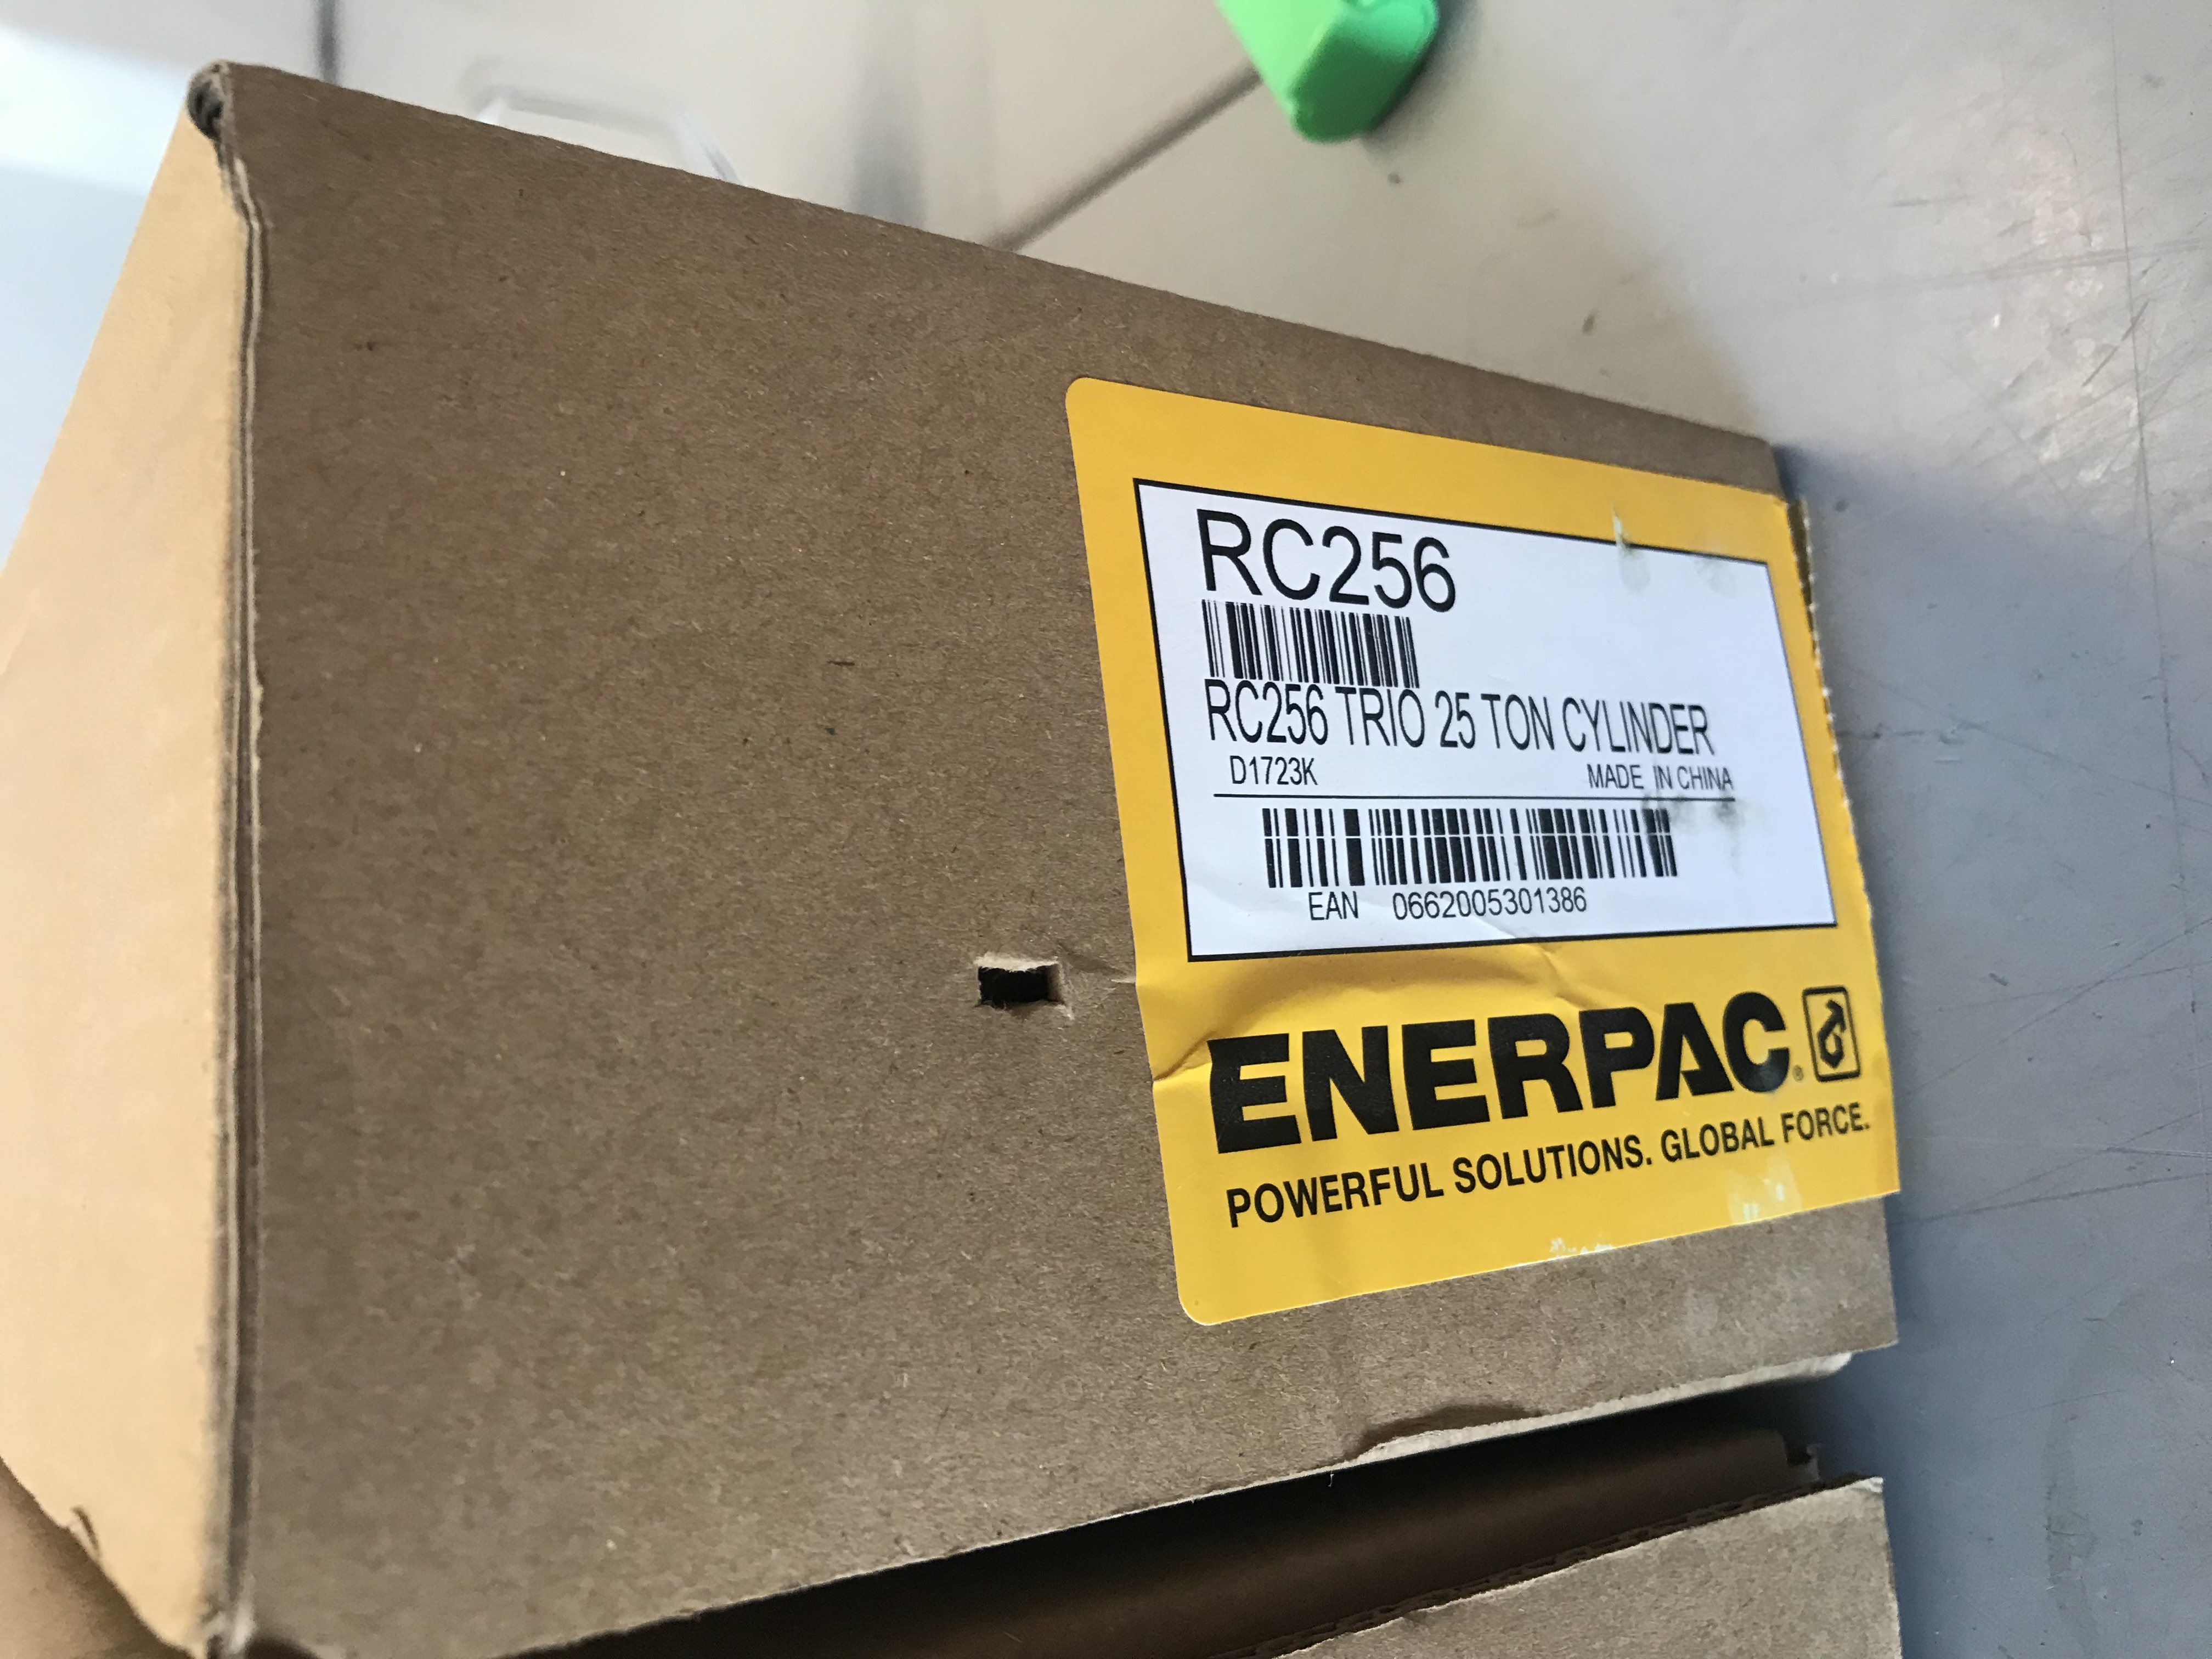 RC256
RC256 TRIO 25 TON CYLINDER
D1723K MADE IN CHINA
EAN 0662005301386
ENERPAC®
POWERFUL SOLUTIONS. GLOBAL FORCE.